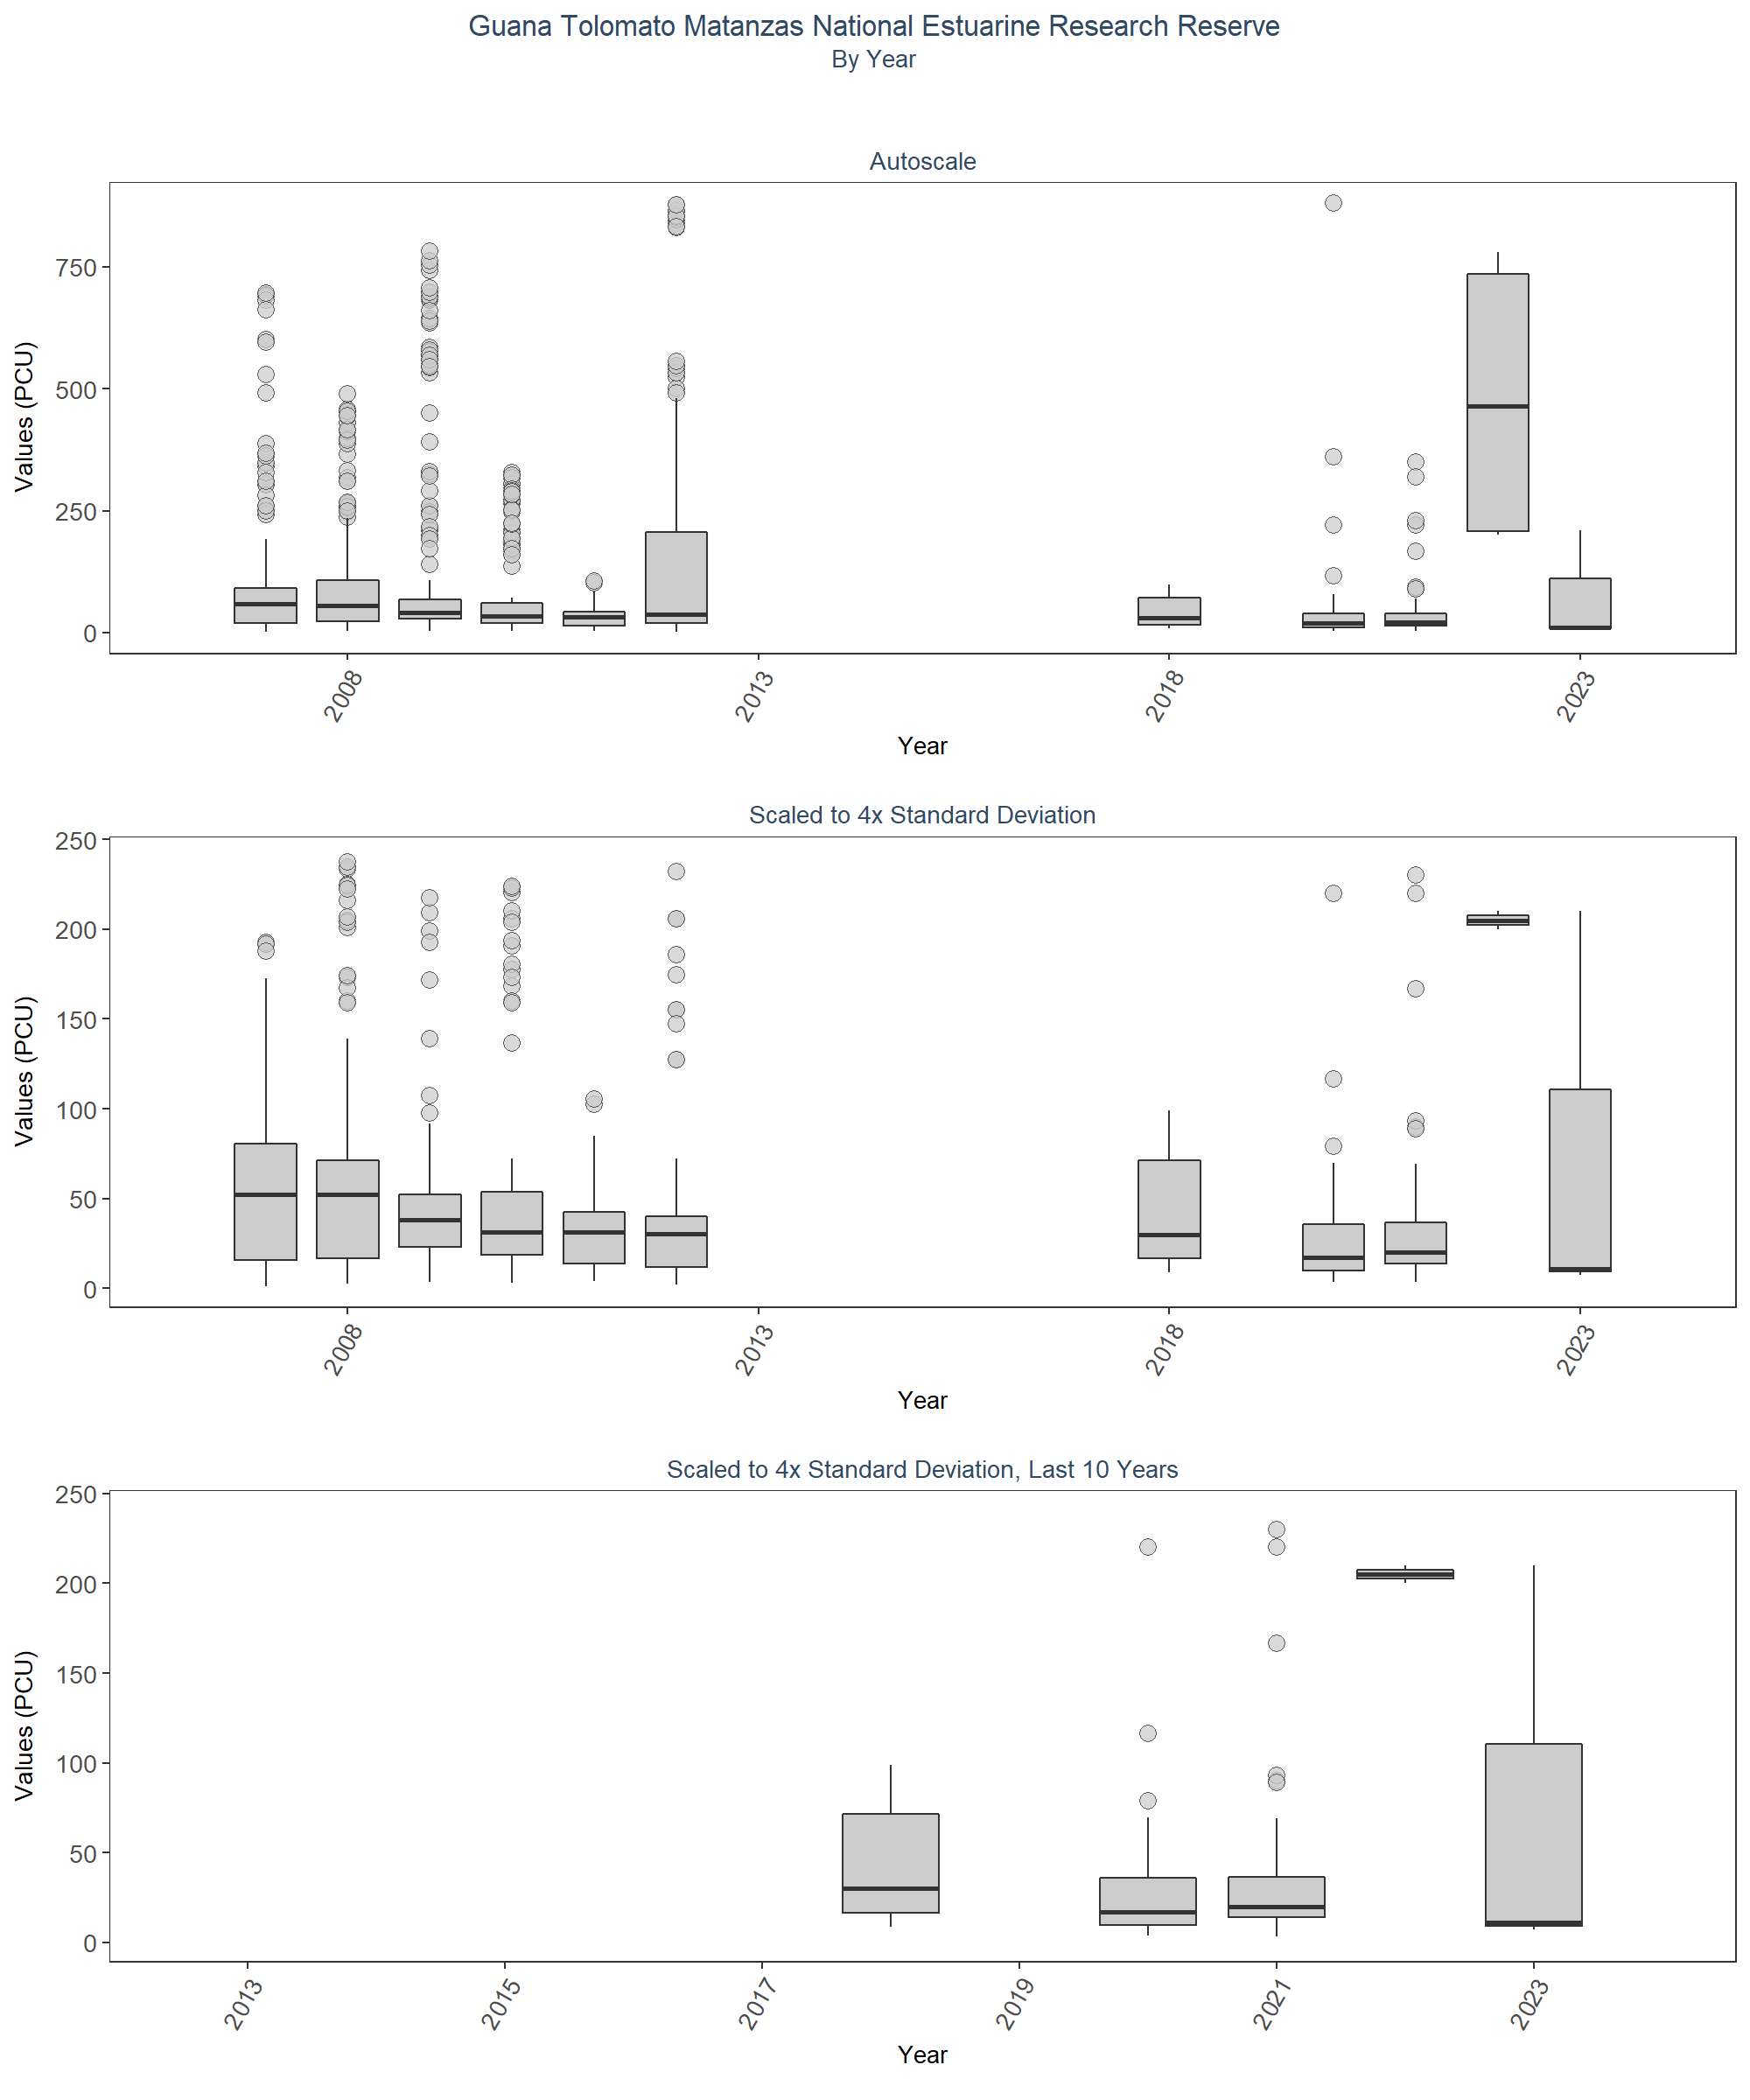 Guana Tolomato Matanzas National Estuarine Research Reserve
By Year
Autoscale
Values (PCU)
750
500
250
0
2008
2013
2018
2023
Year
Scaled to 4x Standard Deviation
Values (PCU)
250
200
150
100
50
0
2008
2013
2018
2023
Year
Scaled to 4x Standard Deviation, Last 10 Years
Values (PCU)
250
200
150
100
50
0
2013
2015
2017
2019
2021
2023
Year